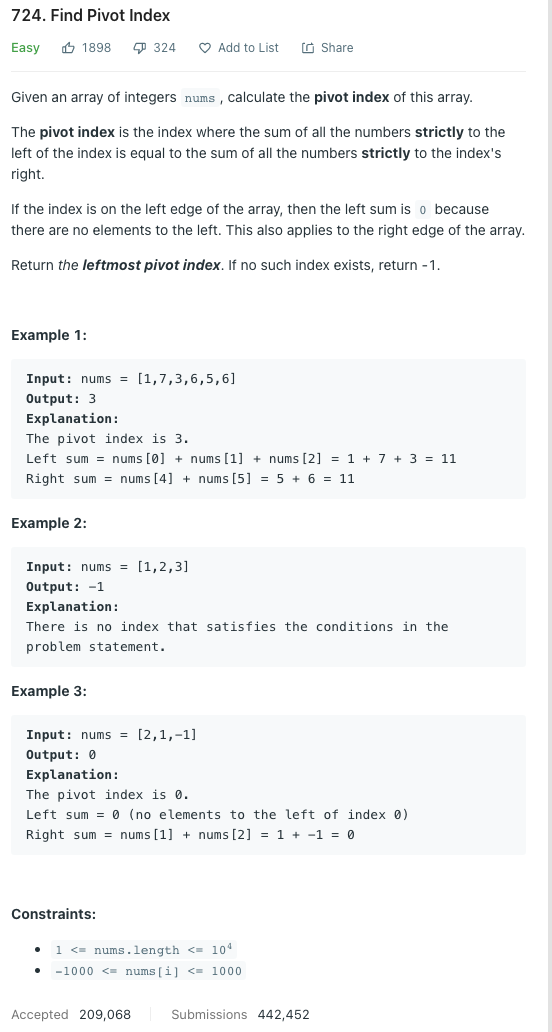 724. Find Pivot Index
Easy 1898 324 Add to List Share
Given an array of integers nums , calculate the pivot index of this array.
The pivot index is the index where the sum of all the numbers strictly to the
left of the index is equal to the sum of all the numbers strictly to the index's
right.
If the index is on the left edge of the array, then the left sum is 0 because
there are no elements to the left. This also applies to the right edge of the array.
Return the leftmost pivot index. If no such index exists, return -1.
Example 1:
Input: nums = [1,7,3,6,5,6]
Output: 3
Explanation:
The pivot index is 3.
Left sum = nums[0] + nums[1] + nums[2] = 1 + 7 + 3 = 11
Right sum = nums[4] + nums[5] = 5 + 6 = 11
Example 2:
Input: nums = [1,2,3]
Output: -1
Explanation:
There is no index that satisfies the conditions in the
problem statement.
Example 3:
Input: nums = [2,1,-1]
Output: 0
Explanation:
The pivot index is 0.
Left sum = 0 (no elements to the left of index 0)
Right sum = nums[1] + nums[2] = 1 + -1 = 0
Constraints:
• 1 <= nums.length <= 10⁴
• -1000 <= nums[i] <= 1000
Accepted 209,068 Submissions 442,452